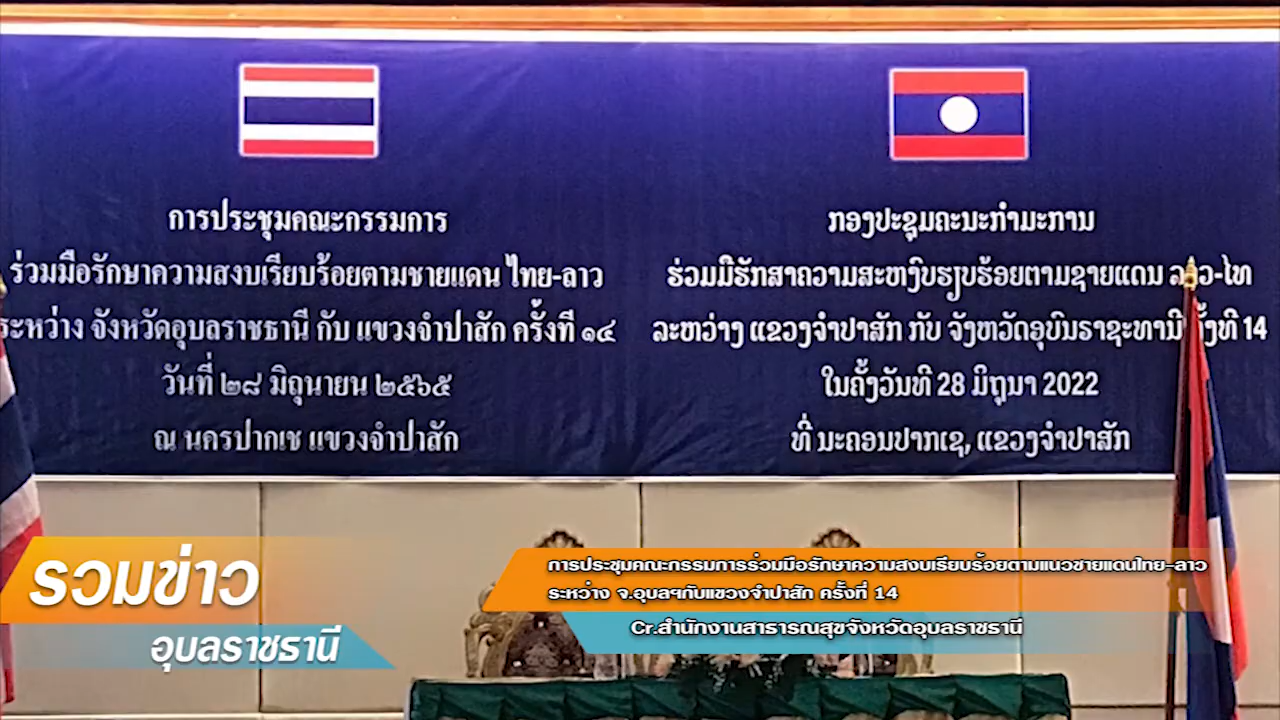 การประชุมคณะกรรมการ
ร่วมมือรักษาความสงบเรียบร้อยตามชายแดน ไทย-ลาว
ระหว่าง จังหวัดอุบลราชธานี กับ แขวงจำปาสัก ครั้งที่ ๑๔
วันที่ ๒๘ มิถุนายน ๒๕๖๕
ณ นครปากเซ แขวงจำปาสัก
ກອງປະຊຸມຄະນະກຳມະການ
ຮ່ວມມືຮັກສາຄວາມສະຫງົບຮຽບຮ້ອຍຕາມຊາຍແດນ ລາວ-ໄທ
ລະຫວ່າງ ແຂວງຈຳປາສັກ ກັບ ຈັງຫວັດອຸບົນຣາຊະທານີ ຄັ້ງທີ 14
ໃນຄັ້ງວັນທີ 28 ມິຖຸນາ 2022
ທີ່ ນະຄອນປາກເຊ, ແຂວງຈຳປາສັກ
รวมข่าว
อุบลราชธานี
การประชุมคณะกรรมการร่วมมือรักษาความสงบเรียบร้อยตามแนวชายแดนไทย-ลาว
ระหว่าง จ.อุบลฯกับแขวงจำปาสัก ครั้งที่ 14
Cr.สำนักงานสาธารณสุขจังหวัดอุบลราชธานี